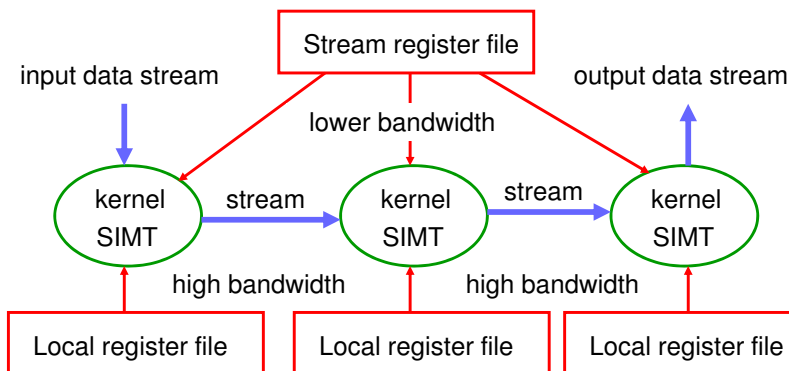 Stream register file
input data stream
output data stream
lower bandwidth
kernel
SIMT
stream
kernel
SIMT
stream
kernel
SIMT
high bandwidth
high bandwidth
Local register file
Local register file
Local register file